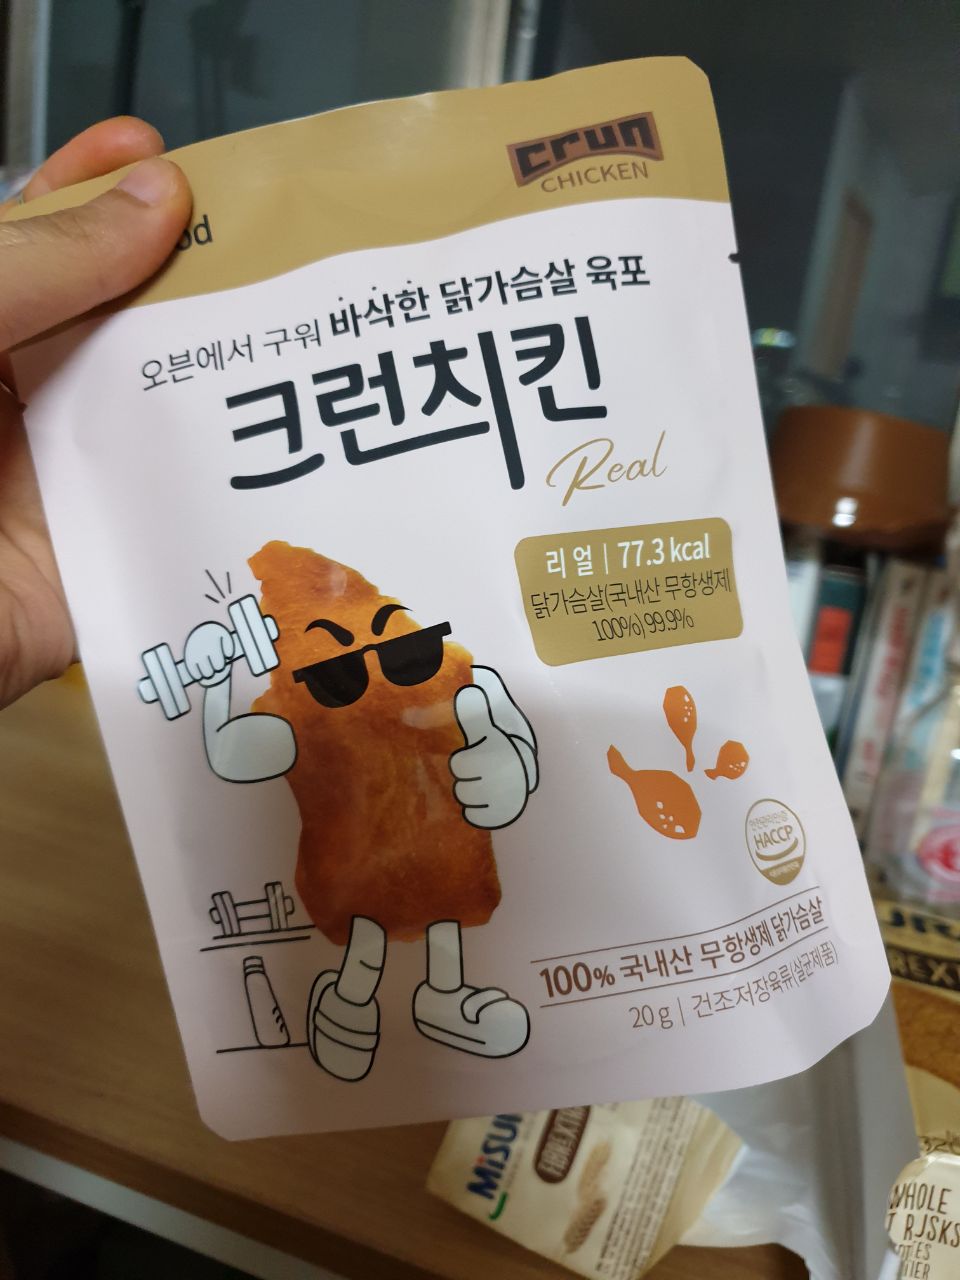 crun
CHICKEN
오븐에서 구워 바삭한 닭가슴살 육포
크런치킨
Real
리얼 | 77.3 kcal
닭가슴살(국내산 무항생제
100%) 99.9%
HACCP
100% 국내산 무항생제 닭가슴살
20 g | 건조저장육류(살균제품)
WHOLE